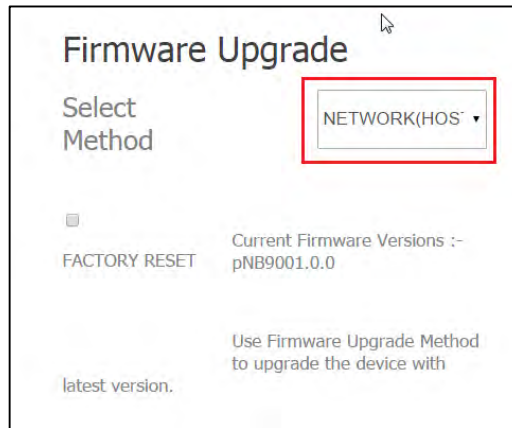 Firmware Upgrade
Select
Method
NETWORK(HOS
FACTORY RESET
Current Firmware Versions :-
pNB9001.0.0
Use Firmware Upgrade Method
to upgrade the device with
latest version.